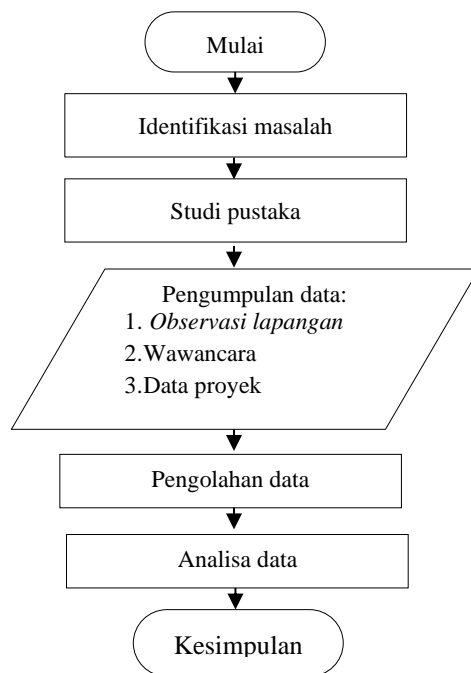 Mulai
Identifikasi masalah
Studi pustaka
Pengumpulan data:
1. Observasi lapangan
2.Wawancara
3.Data proyek
Pengolahan data
Analisa data
Kesimpulan